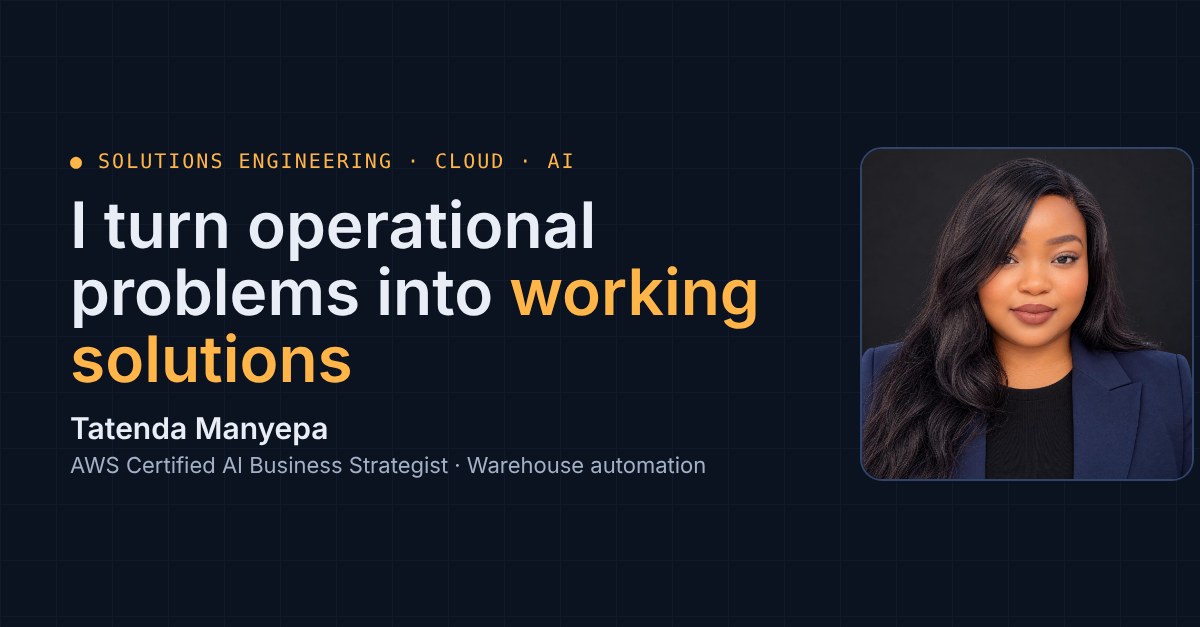 ● SOLUTIONS ENGINEERING · CLOUD · AI
I turn operational
problems into working
solutions
Tatenda Manyepa
AWS Certified AI Business Strategist · Warehouse automation